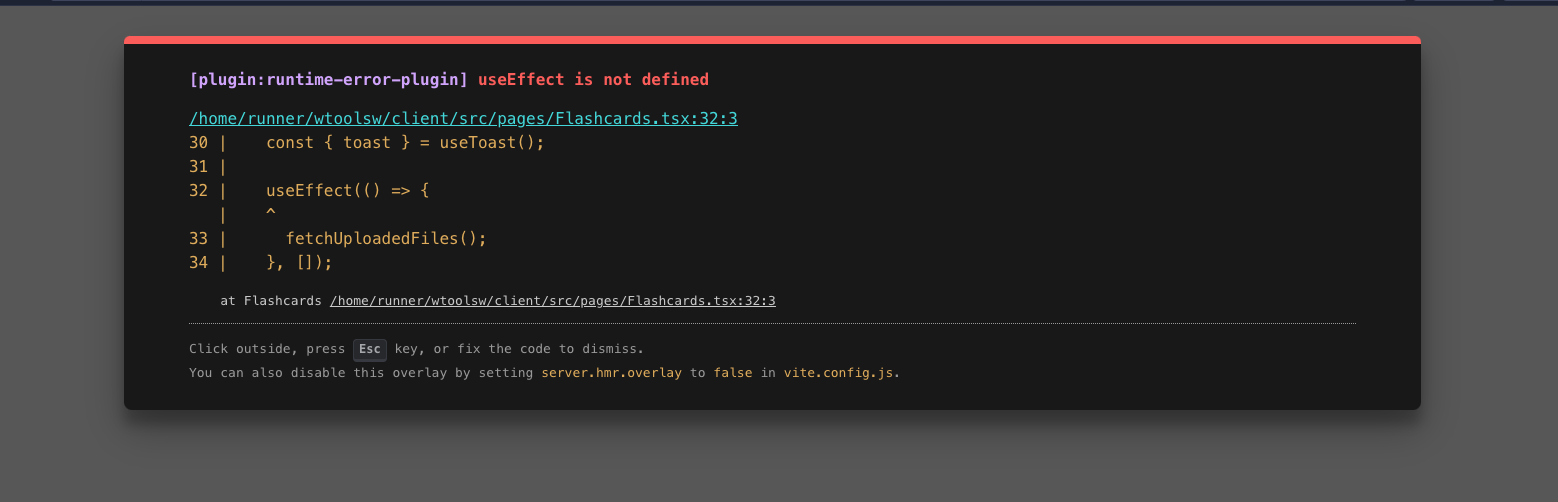 [plugin:runtime-error-plugin] useEffect is not defined
/home/runner/wtoolsw/client/src/pages/Flashcards.tsx:32:3
30 |    const { toast } = useToast();
31 |
32 |    useEffect(() => {
   |    ^
33 |      fetchUploadedFiles();
34 |    }, []);
at Flashcards /home/runner/wtoolsw/client/src/pages/Flashcards.tsx:32:3
Click outside, press Esc key, or fix the code to dismiss.
You can also disable this overlay by setting server.hmr.overlay to false in vite.config.js.